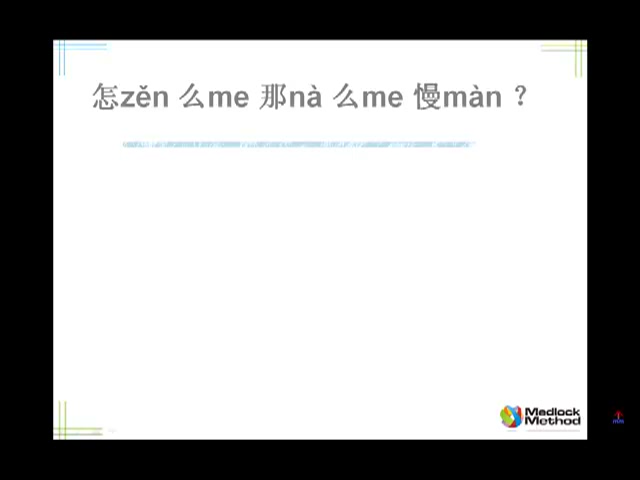 怎zěn 么me 那nà 么me 慢màn ？
Medlock
Method